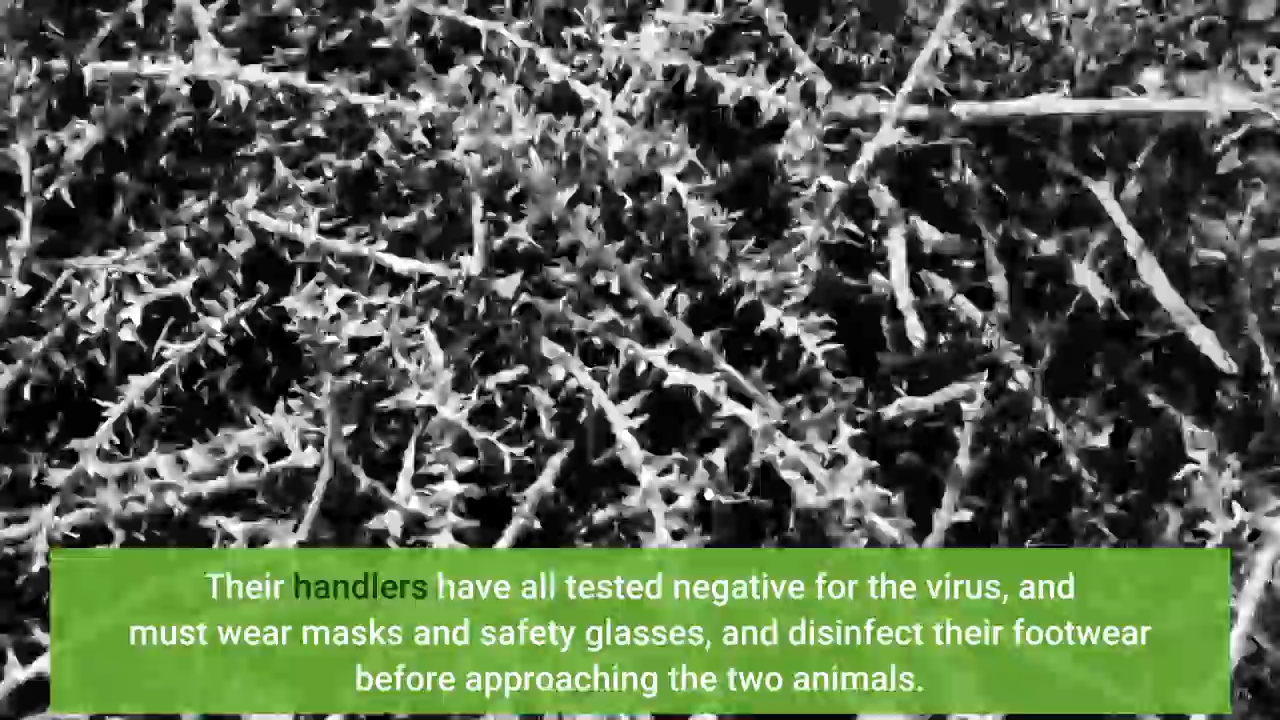 Their handlers have all tested negative for the virus, and
must wear masks and safety glasses, and disinfect their footwear
before approaching the two animals.